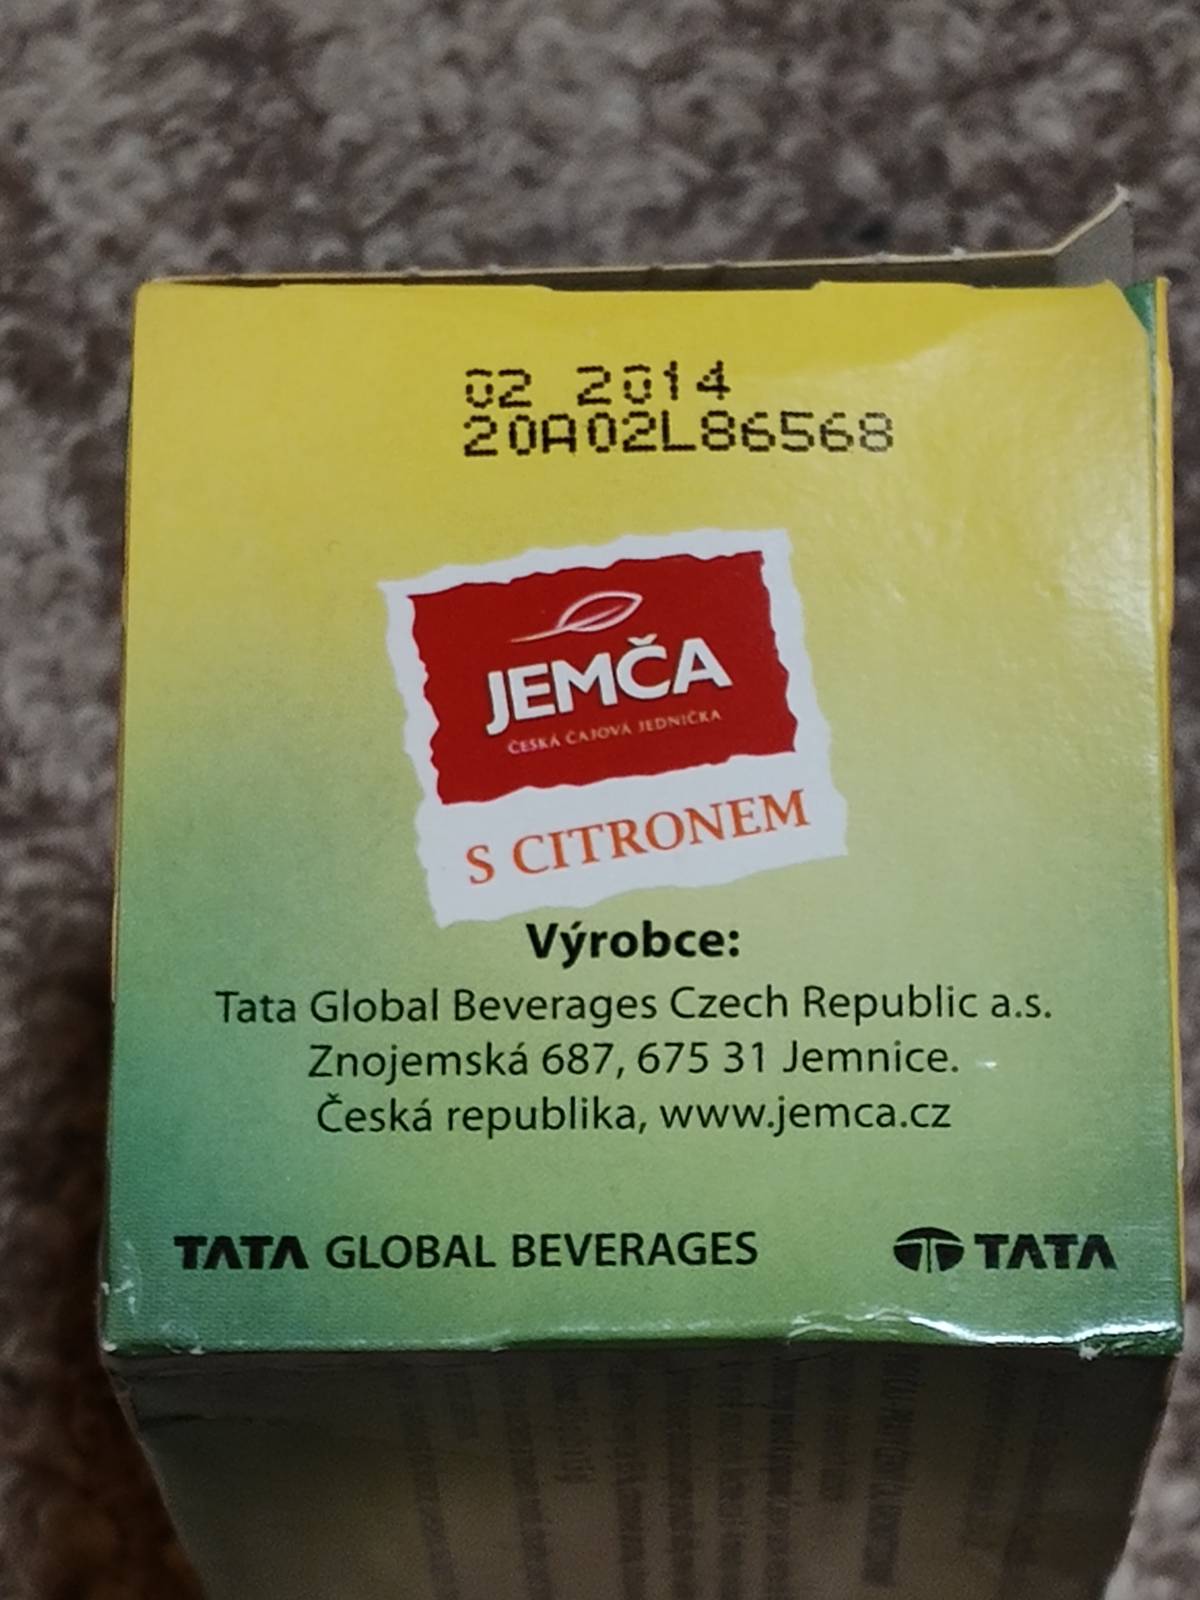 02 2014
20A02L86568
JEMČA
ČESKÁ ČAJOVÁ JEDNIČKA
S CITRONEM
Výrobce:
Tata Global Beverages Czech Republic a.s.
Znojemská 687, 675 31 Jemnice.
Česká republika, www.jemca.cz
TATA GLOBAL BEVERAGES
TATA